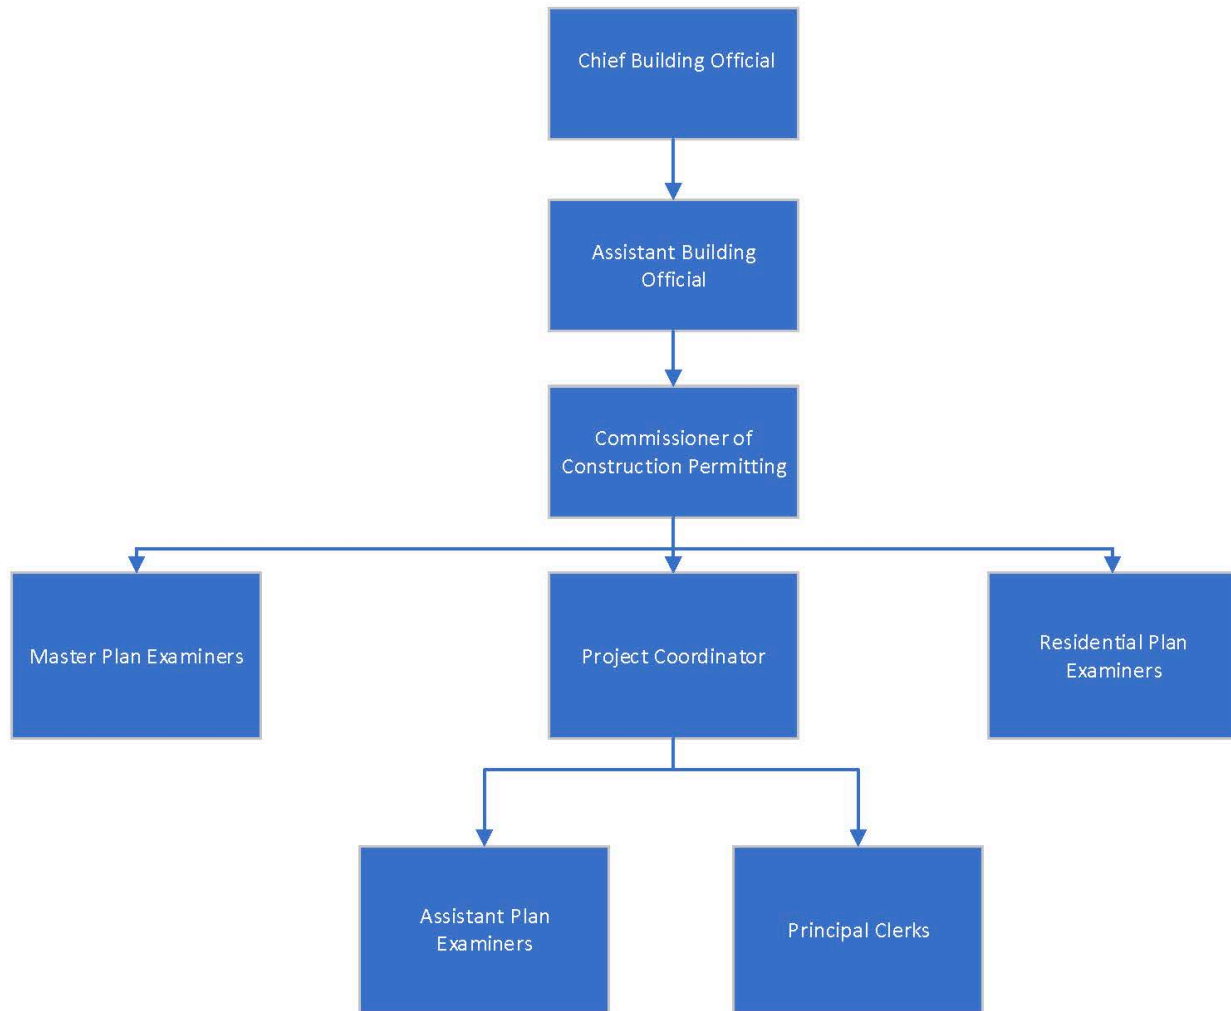 Chief Building Official
Assistant Building
Official
Commissioner of
Construction Permitting
Master Plan Examiners
Project Coordinator
Residential Plan
Examiners
Assistant Plan
Examiners
Principal Clerks